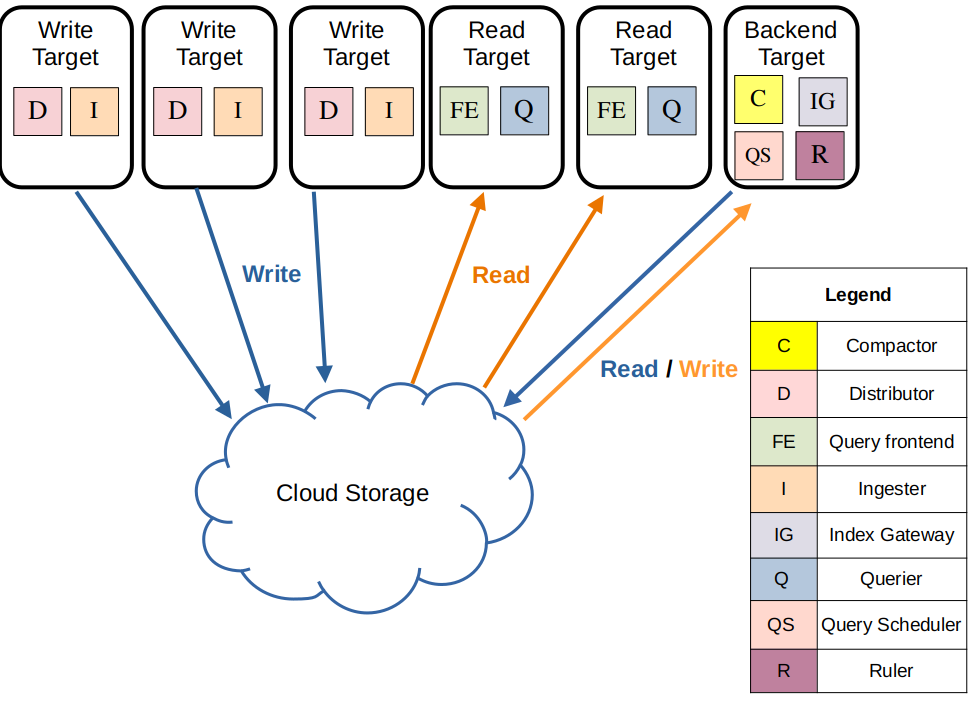 Write
Target
D I
Write
Target
D I
Write
Target
D I
Read
Target
FE Q
Read
Target
FE Q
Backend
Target
C IG
QS R
Write
Read
Read / Write
Cloud Storage
Legend
C Compactor
D Distributor
FE Query frontend
I Ingester
IG Index Gateway
Q Querier
QS Query Scheduler
R Ruler